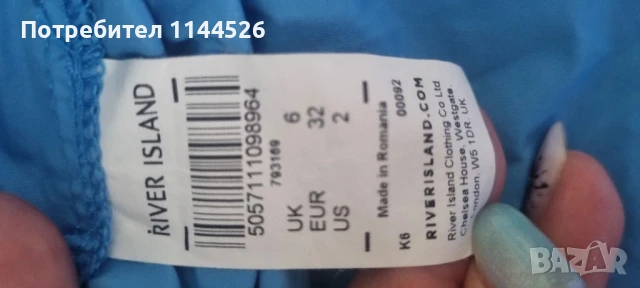 Потребител 1144526
RIVER ISLAND
5057111098964
793169
UK 6
EUR 32
US 2
Made in Romania
K6 00092
RIVERISLAND.COM
River Island Clothing Co Ltd
Chelsea House, Westgate,
London, W5 1DR. UK
BAZAR